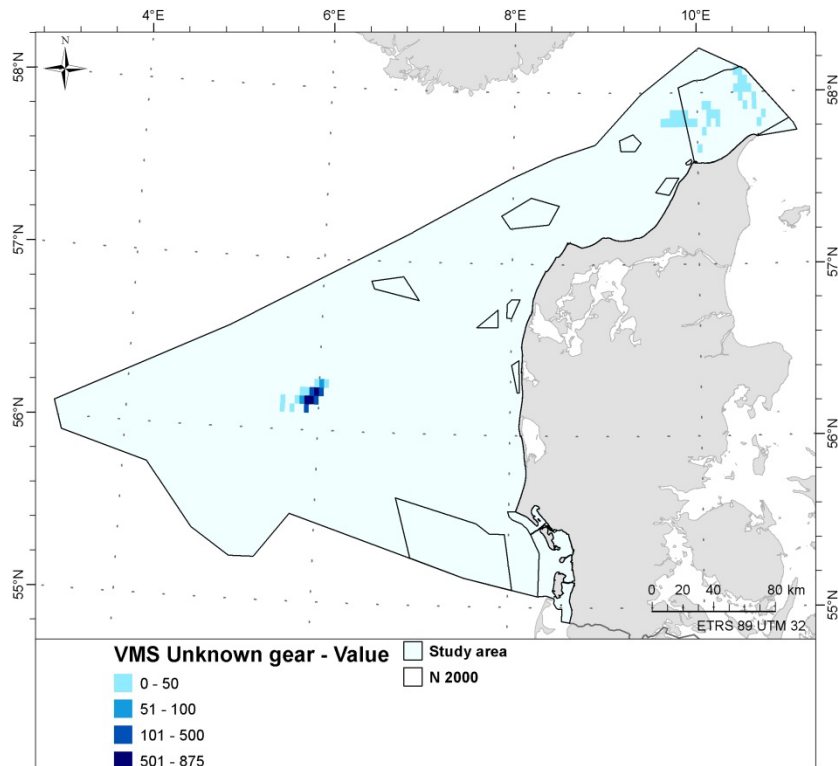 4°E 6°E 8°E 10°E
N
58°N 58°N
57°N 57°N
56°N 56°N
55°N 55°N
0 20 40 80 km
ETRS 89 UTM 32
VMS Unknown gear - Value
0 - 50
51 - 100
101 - 500
501 - 875
Study area
N 2000